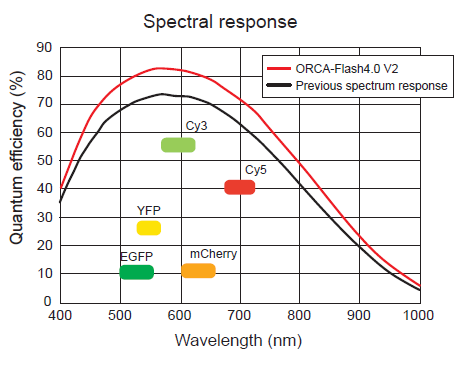 Spectral response
Quantum efficiency (%)
90
80
70
60
50
40
30
20
10
0
ORCA-Flash4.0 V2
Previous spectrum response
Cy3
Cy5
YFP
EGFP
mCherry
400 500 600 700 800 900 1000
Wavelength (nm)